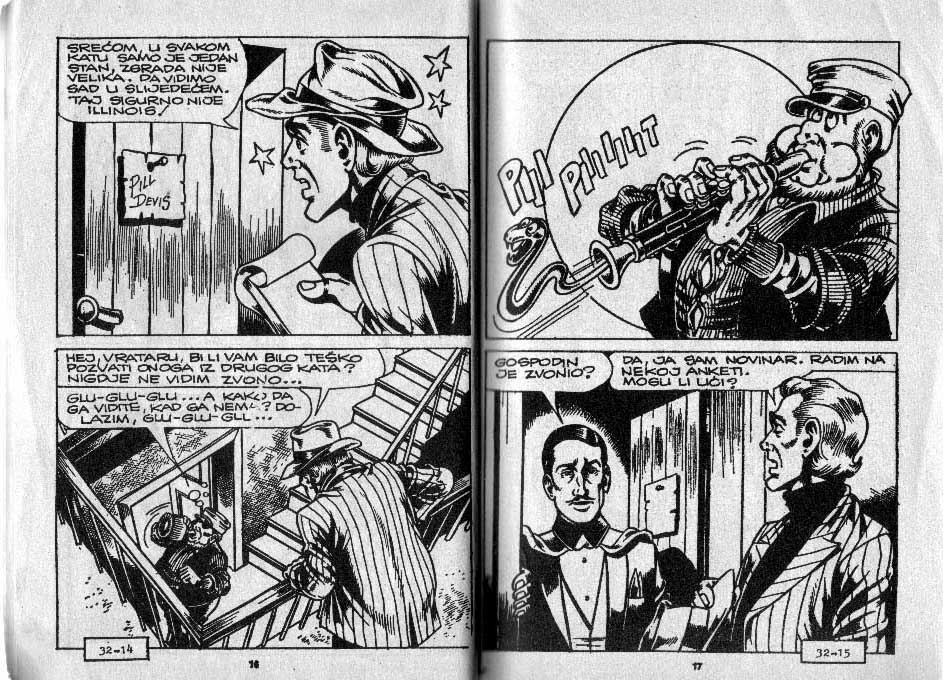 SREĆOM, U SVAKOM
KATU SAMO JE JEDAN
STAN, ZGRADA NIJE
VELIKA. DA VIDIMO
SAD U SLIJEDEĆEM.
TAJ SIGURNO NIJE
ILLINOIS!
PILL
DEVIS
HEJ, VRATARU, BI LI VAM BILO TEŠKO
POZVATI ONOGA IZ DRUGOG KATA?
NIGDJE NE VIDIM ZVONO...
GLU-GLU-GLU... A KAKO DA
GA VIDITE, KAD GA NEMA? DO-
LAZIM, GLU-GLU-GLU...
32-14
16
PIII
PIIIIIIT
GOSPODIN
JE ZVONIO?
DA, JA SAM NOVINAR. RADIM NA
NEKOJ ANKETI.
MOGU LI UĆI?
32-15
17